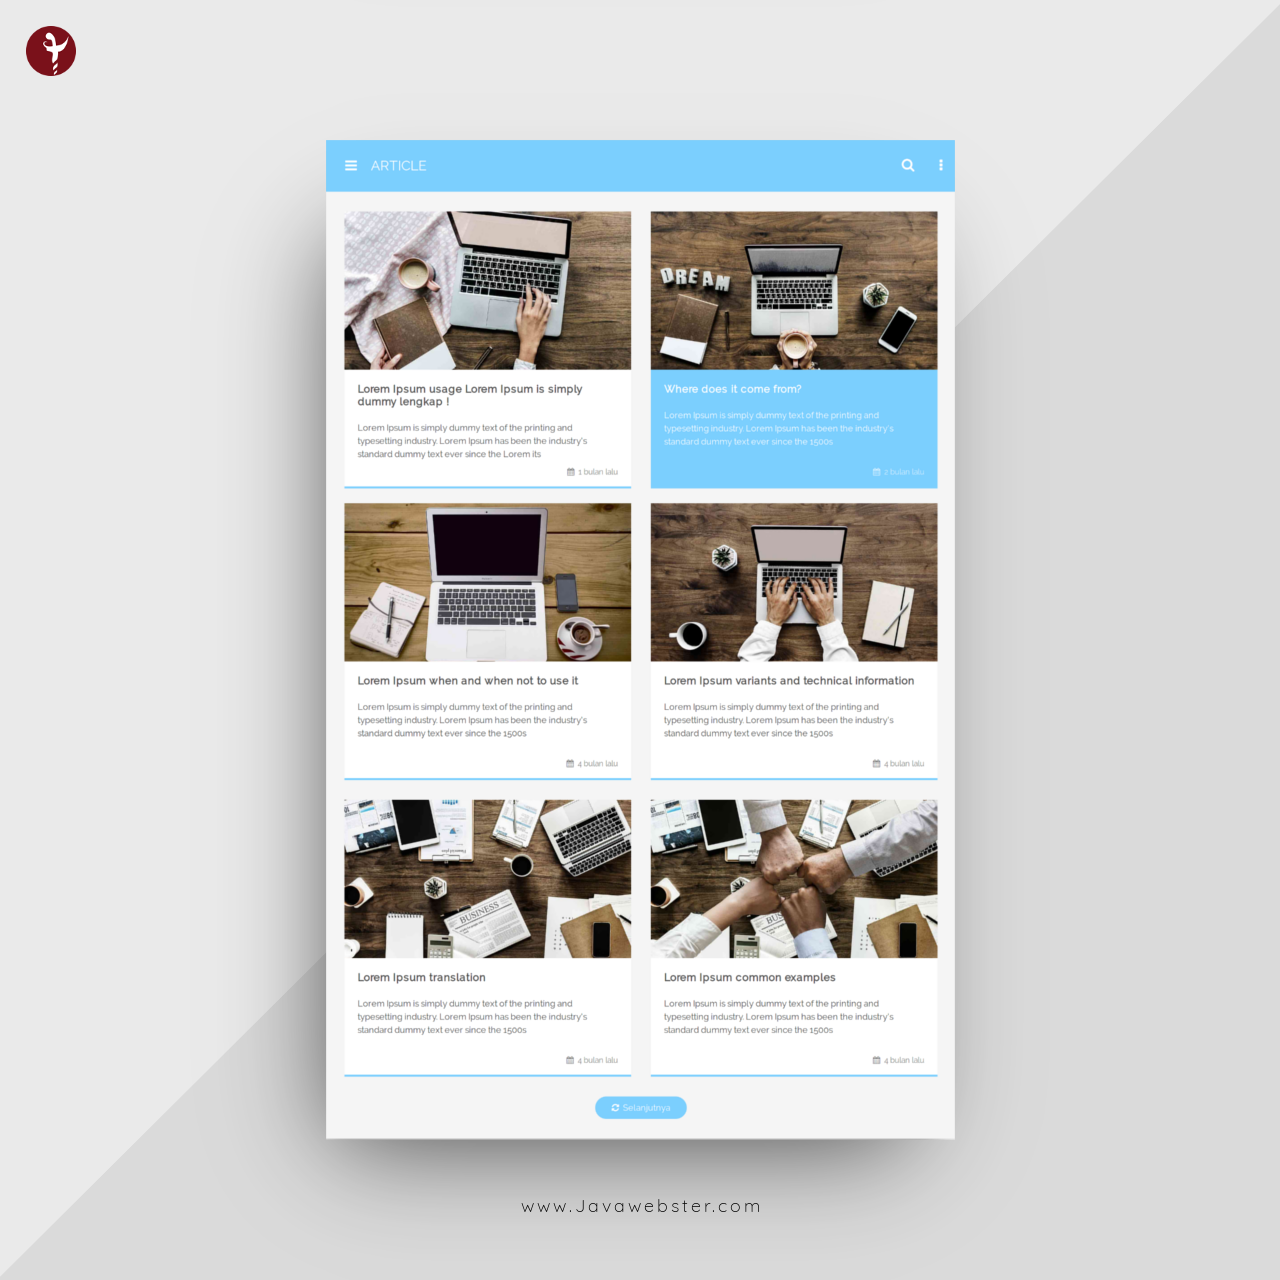 ARTICLE
DREAM
Lorem Ipsum usage Lorem Ipsum is simply
dummy lengkap !
Lorem Ipsum is simply dummy text of the printing and
typesetting industry. Lorem Ipsum has been the industry's
standard dummy text ever since the Lorem its
1 bulan lalu
Where does it come from?
Lorem Ipsum is simply dummy text of the printing and
typesetting industry. Lorem Ipsum has been the industry's
standard dummy text ever since the 1500s
2 bulan lalu
Lorem Ipsum when and when not to use it
Lorem Ipsum is simply dummy text of the printing and
typesetting industry. Lorem Ipsum has been the industry's
standard dummy text ever since the 1500s
4 bulan lalu
Lorem Ipsum variants and technical information
Lorem Ipsum is simply dummy text of the printing and
typesetting industry. Lorem Ipsum has been the industry's
standard dummy text ever since the 1500s
4 bulan lalu
BUSINESS
Lorem Ipsum translation
Lorem Ipsum is simply dummy text of the printing and
typesetting industry. Lorem Ipsum has been the industry's
standard dummy text ever since the 1500s
4 bulan lalu
Lorem Ipsum common examples
Lorem Ipsum is simply dummy text of the printing and
typesetting industry. Lorem Ipsum has been the industry's
standard dummy text ever since the 1500s
4 bulan lalu
Selanjutnya
www.Javawebster.com